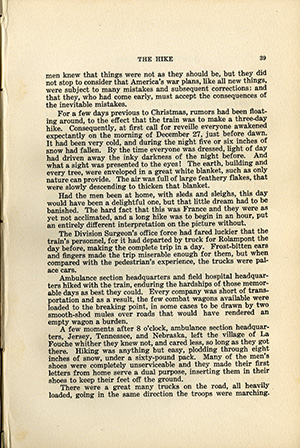 THE HIKE 39
men knew that things were not as they should be, but they did
not stop to consider that America's war plans, like all new things,
were subject to many mistakes and subsequent corrections: and
that they, who had come early, must accept the consequences of
the inevitable mistakes.
For a few days previous to Christmas, rumors had been float-
ing around, to the effect that the train was to make a three-day
hike. Consequently, at first call for reveille everyone awakened
expectantly on the morning of December 27, just before dawn.
It had been very cold, and during the night five or six inches of
snow had fallen. By the time everyone was dressed, light of day
had driven away the inky darkness of the night before. And
what a sight was presented to the eyes! The earth, building and
every tree, were enveloped in a great white blanket, such as only
nature can provide. The air was full of large feathery flakes, that
were slowly descending to thicken that blanket.
Had the men been at home, with sleds and sleighs, this day
would have been a delightful one, but that little dream had to be
banished. The hard fact that this was France and they were as
yet not acclimated, and a long hike was to begin in an hour, put
an entirely different interpretation on the picture without.
The Division Surgeon's office force had fared luckier that the
train's personnel, for it had departed by truck for Rolampont the
day before, making the complete trip in a day. Frost-bitten ears
and fingers made the trip miserable enough for them, but when
compared with the pedestrian's experience, the trucks were pal-
ace cars.
Ambulance section headquarters and field hospital headquar-
ters hiked with the train, enduring the hardships of those memor-
able days as best they could. Every company was short of trans-
portation and as a result, the few combat wagons available were
loaded to the breaking point, in some cases to be drawn by two
smooth-shod mules over roads that would have rendered an
empty wagon a burden.
A few moments after 8 o'clock, ambulance section headquar-
ters, Jersey, Tennessee, and Nebraska, left the village of La
Fouche whither they knew not, and cared less, so long as they got
there. Hiking was anything but easy, plodding through eight
inches of snow, under a sixty-pound pack. Many of the men's
shoes were completely unserviceable and they made their first
letters from home serve a dual purpose, inserting them in their
shoes to keep their feet off the ground.
There were a great many trucks on the road, all heavily
loaded, going in the same direction the troops were marching.